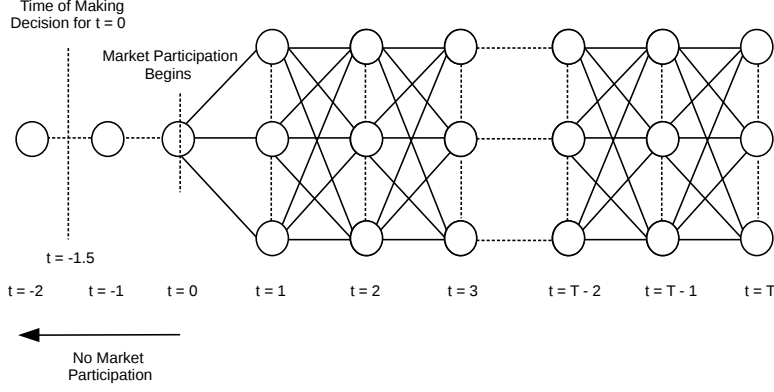 Time of Making
Decision for t = 0
Market Participation
Begins
t = -1.5
t = -2
t = -1
t = 0
t = 1
t = 2
t = 3
t = T - 2
t = T - 1
t = T
No Market
Participation